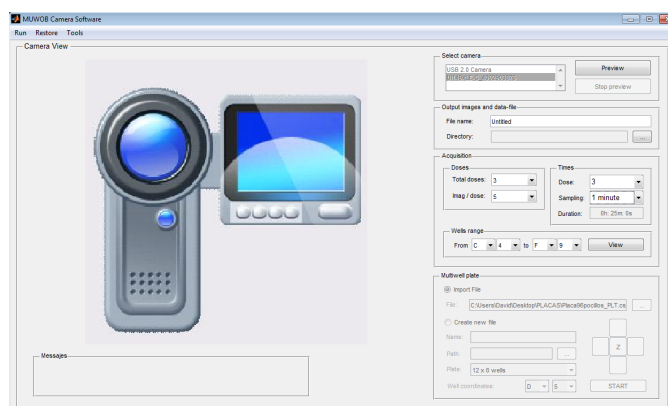 MUWOB Camera Software
Run Restore Tools
Camera View
Select camera
USB 2.0 Camera
Preview
Stop preview
Output images and data-file
File name: Untitled
Directory: ...
Acquisition
Doses
Total doses: 3
Imag / dose: 5
Times
Dose: 3
Sampling: 1 minute
Duration: 0h: 25m: 0s
Wells range
From C 4 to F 9 View
Multiwell plate
Import File
File: C:\Users\David\Desktop\PLACAS\Placa96pocillos_PLT.cs ...
Create new file
Name:
Path: ...
Plate: 12 x 8 wells
Well coordinates: D 5
Z
START
Messajes